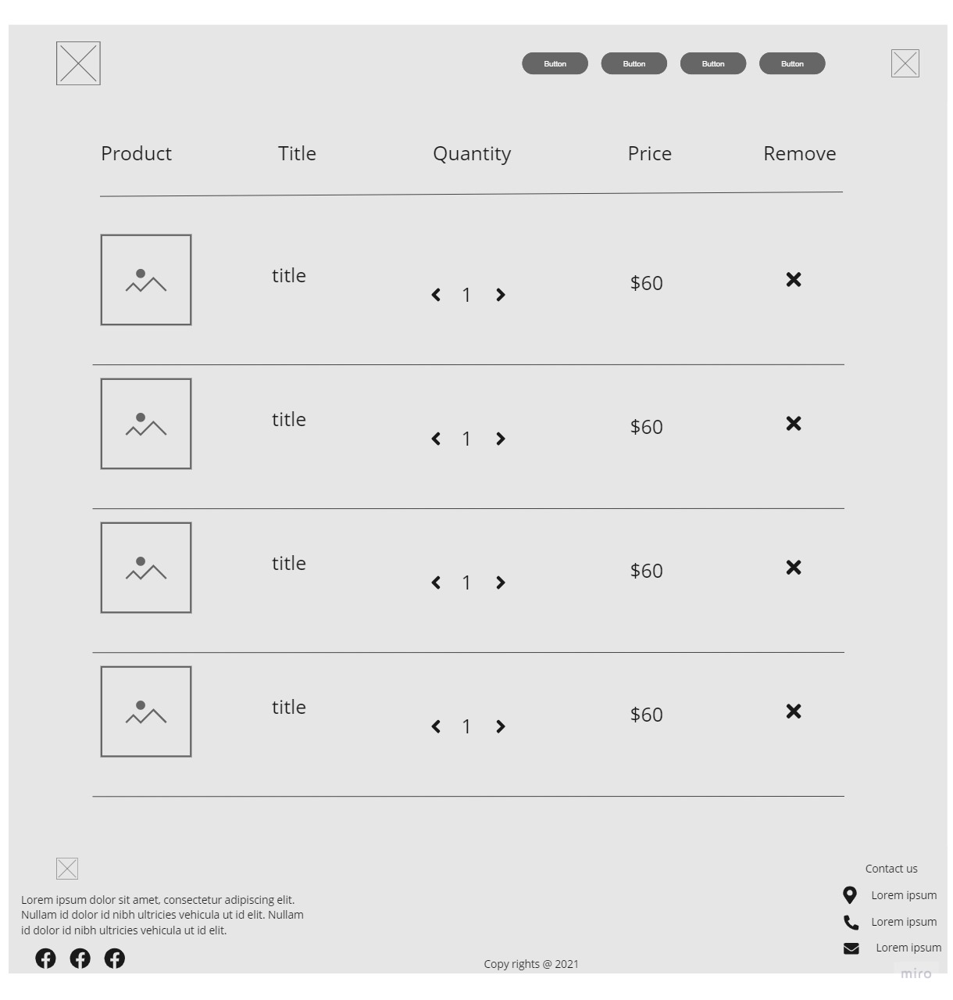 Button Button Button Button
Product Title Quantity Price Remove
title
1
$60
title
1
$60
title
1
$60
title
1
$60
Lorem ipsum dolor sit amet, consectetur adipiscing elit.
Nullam id dolor id nibh ultricies vehicula ut id elit. Nullam
id dolor id nibh ultricies vehicula ut id elit.
Contact us
Lorem ipsum
Lorem ipsum
Lorem ipsum
Copy rights @ 2021
miro